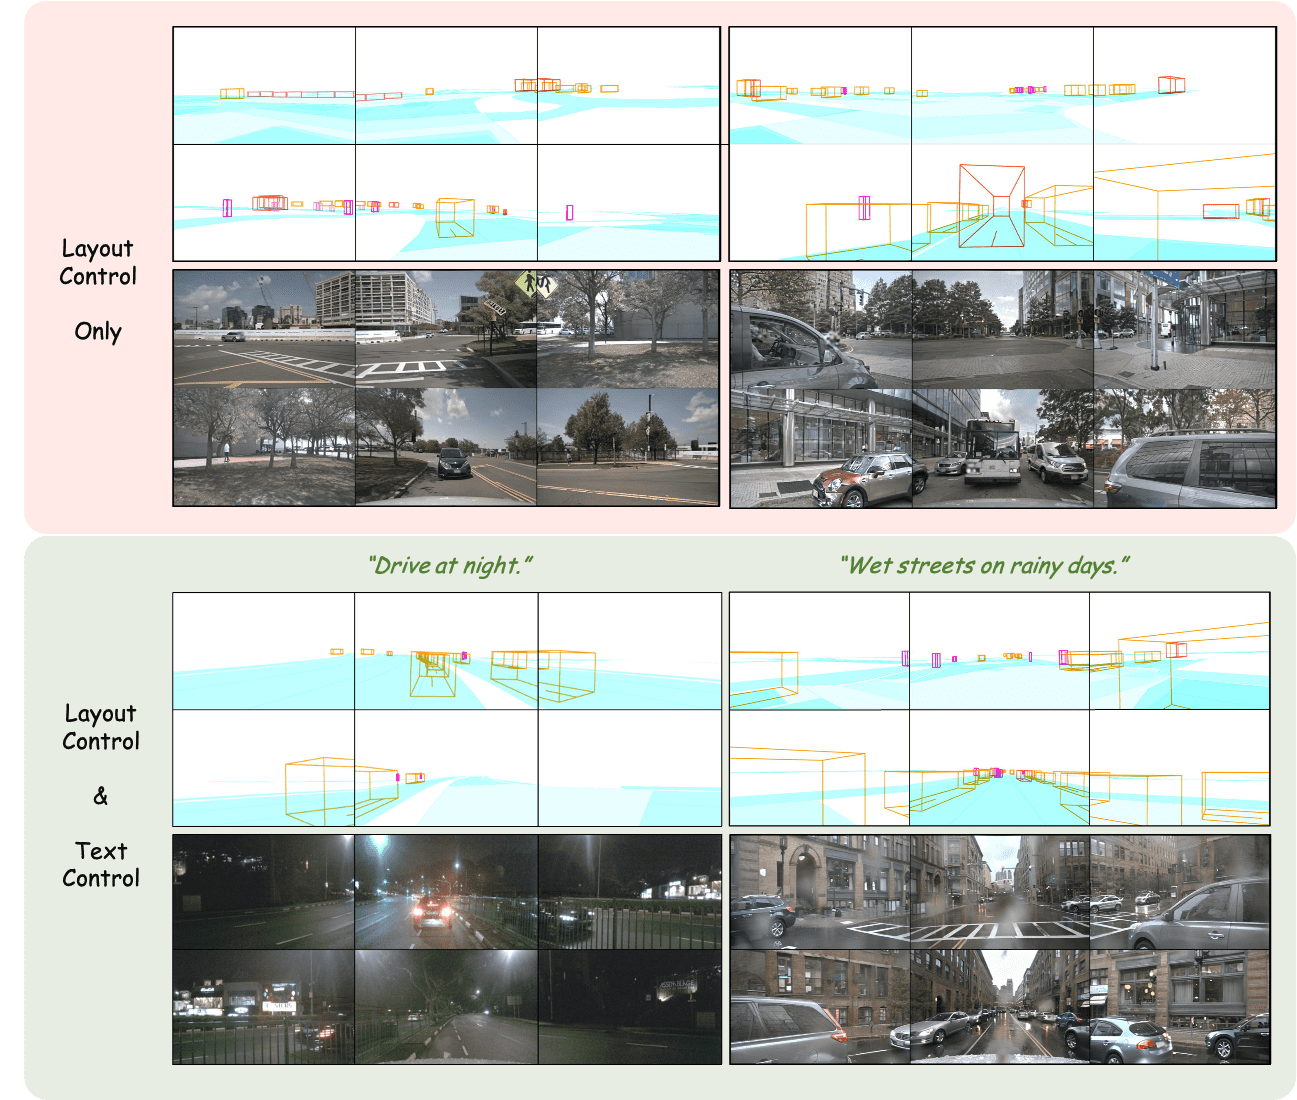 Layout
Control
Only
“Drive at night.”
“Wet streets on rainy days.”
Layout
Control
&
Text
Control